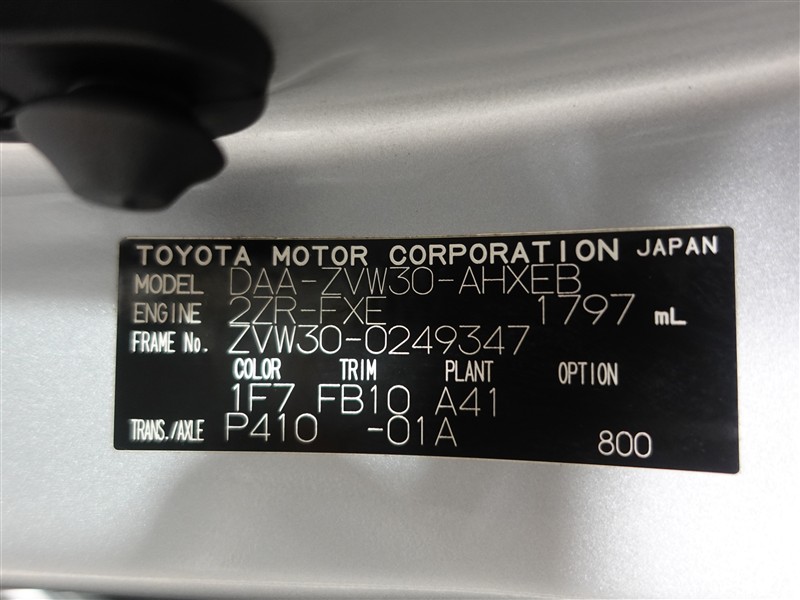 TOYOTA MOTOR CORPORATION JAPAN
MODEL DAA-ZVW30-AHXEB
ENGINE 2ZR-FXE 1797 mL
FRAME No. ZVW30-0249347
COLOR TRIM PLANT OPTION
1F7 FB10 A41
TRANS./AXLE P410 -01A
800